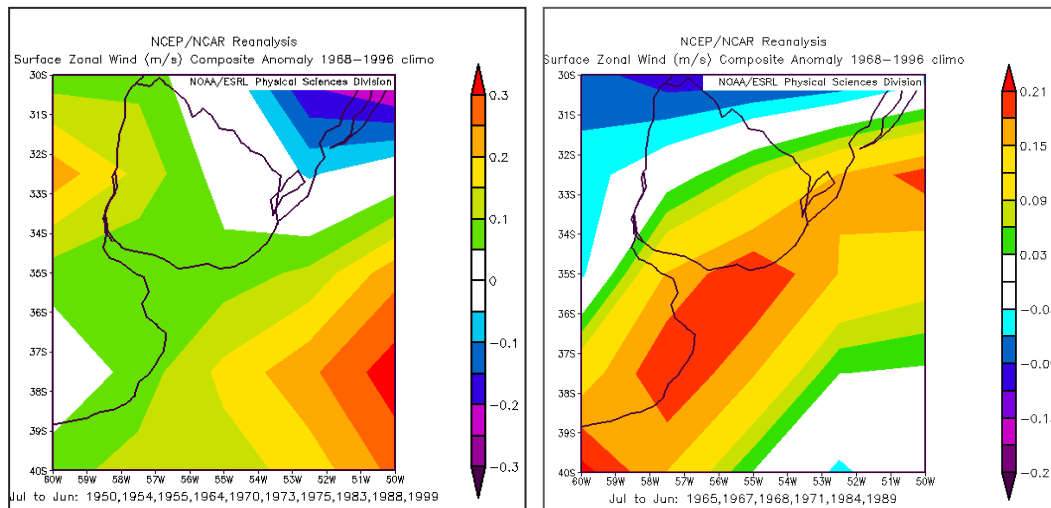 NCEP/NCAR Reanalysis
Surface Zonal Wind (m/s) Composite Anomaly 1968-1996 climo
NOAA/ESRL Physical Sciences Division
30S
31S
32S
33S
34S
35S
36S
37S
38S
39S
40S
60W 59W 58W 57W 56W 55W 54W 53W 52W 51W 50W
0.3
0.2
0.1
0
-0.1
-0.2
-0.3
Jul to Jun: 1950,1954,1955,1964,1970,1973,1975,1983,1988,1999
NCEP/NCAR Reanalysis
Surface Zonal Wind (m/s) Composite Anomaly 1968-1996 climo
NOAA/ESRL Physical Sciences Division
30S
31S
32S
33S
34S
35S
36S
37S
38S
39S
40S
60W 59W 58W 57W 56W 55W 54W 53W 52W 51W 50W
0.21
0.15
0.09
0.03
-0.0
-0.0
-0.1
-0.2
Jul to Jun: 1965,1967,1968,1971,1984,1989